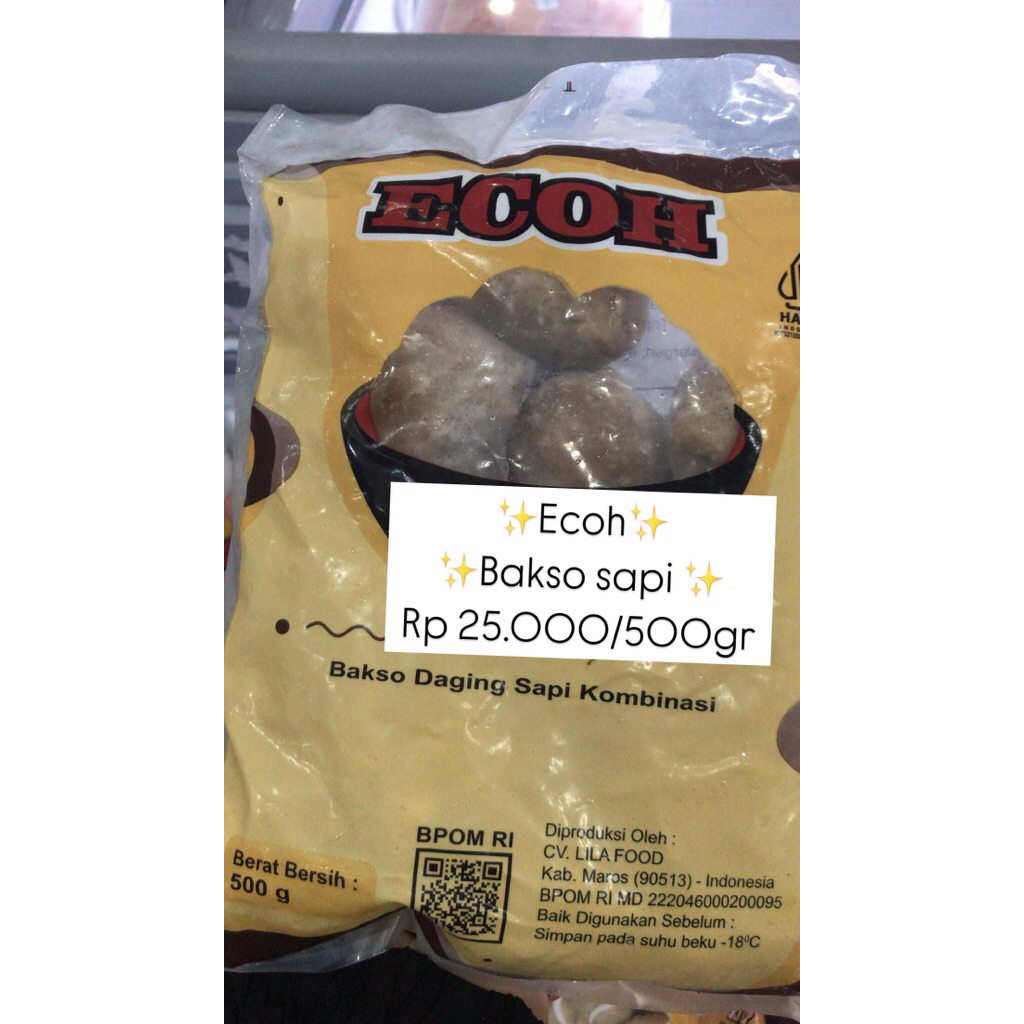 ECOH
✨Ecoh✨
✨Bakso sapi ✨
Rp 25.000/500gr
Bakso Daging Sapi Kombinasi
Berat Bersih :
500 g
BPOM RI
Diproduksi Oleh :
CV. LILA FOOD
Kab. Maros (90513) - Indonesia
BPOM RI MD 222046000200095
Baik Digunakan Sebelum :
Simpan pada suhu beku -18⁰C